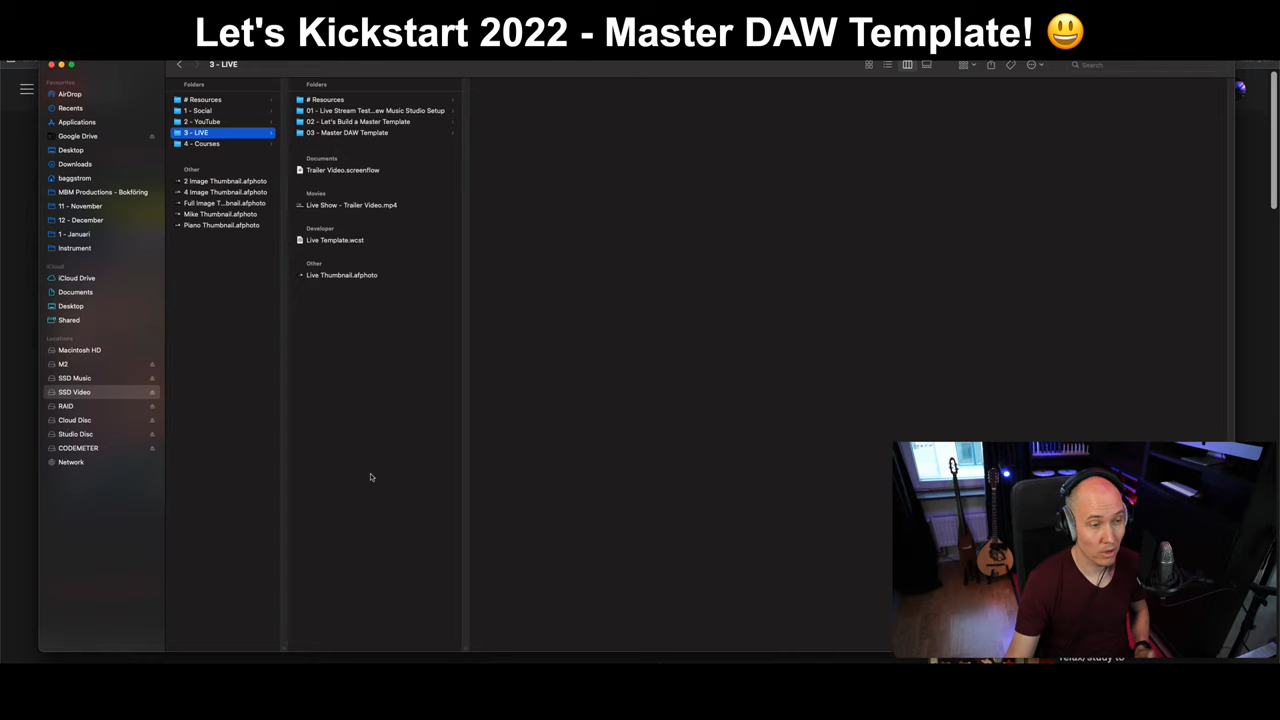 Let's Kickstart 2022 - Master DAW Template! 😃
3 - LIVE
Search
Favourites
AirDrop
Recents
Applications
Google Drive
Desktop
Downloads
baggstrom
MBM Productions - Bokföring
11 - November
12 - December
1 - Januari
Instrument
iCloud
iCloud Drive
Documents
Desktop
Shared
Locations
Macintosh HD
M2
SSD Music
SSD Video
RAID
Cloud Disc
Studio Disc
CODEMETER
Network
Folders
# Resources
1 - Social
2 - YouTube
3 - LIVE
4 - Courses
Other
2 Image Thumbnail.afphoto
4 Image Thumbnail.afphoto
Full Image T...bnail.afphoto
Mike Thumbnail.afphoto
Piano Thumbnail.afphoto
Folders
# Resources
01 - Live Stream Test...ew Music Studio Setup
02 - Let's Build a Master Template
03 - Master DAW Template
Documents
Trailer Video.screenflow
Movies
Live Show - Trailer Video.mp4
Developer
Live Template.wcst
Other
Live Thumbnail.afphoto
relax/study to